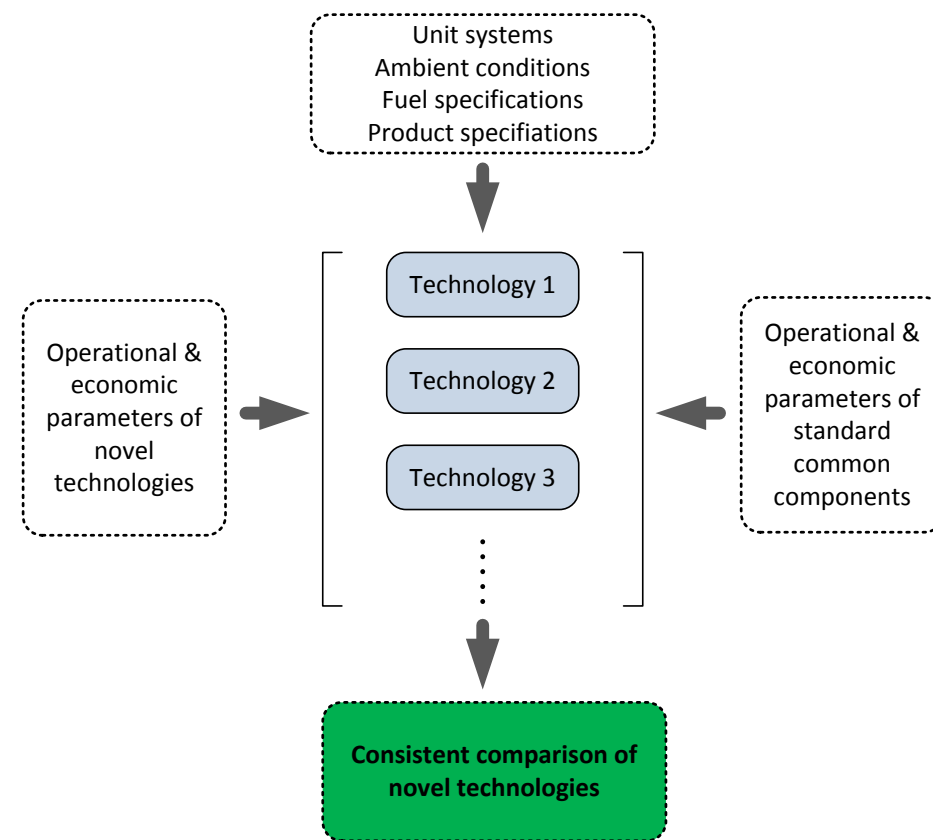 Unit systems
Ambient conditions
Fuel specifications
Product specifiations
Technology 1
Technology 2
Technology 3
Operational &
economic
parameters of
novel
technologies
Operational &
economic
parameters of
standard
common
components
Consistent comparison of
novel technologies